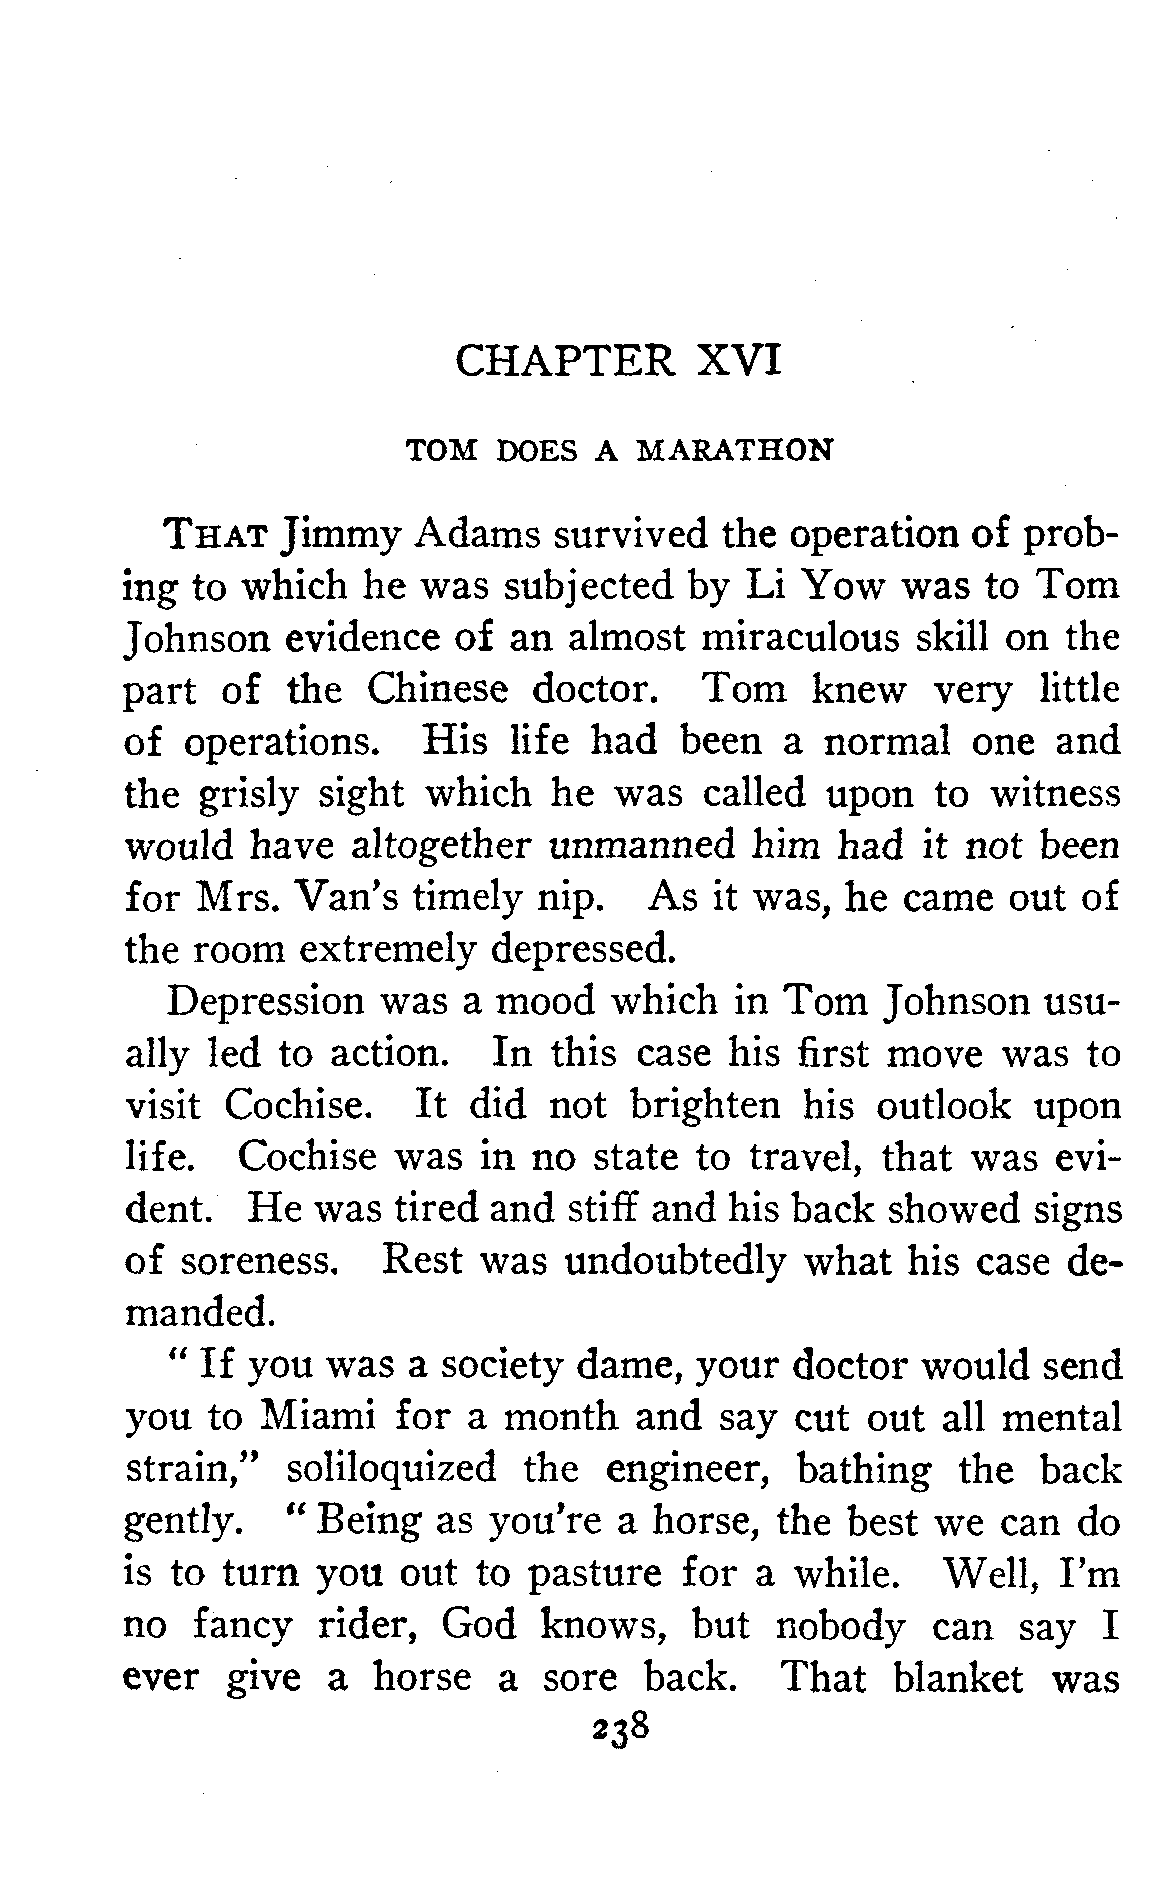 CHAPTER XVI
TOM DOES A MARATHON
THAT Jimmy Adams survived the operation of prob-
ing to which he was subjected by Li Yow was to Tom
Johnson evidence of an almost miraculous skill on the
part of the Chinese doctor. Tom knew very little
of operations. His life had been a normal one and
the grisly sight which he was called upon to witness
would have altogether unmanned him had it not been
for Mrs. Van's timely nip. As it was, he came out of
the room extremely depressed.
Depression was a mood which in Tom Johnson usu-
ally led to action. In this case his first move was to
visit Cochise. It did not brighten his outlook upon
life. Cochise was in no state to travel, that was evi-
dent. He was tired and stiff and his back showed signs
of soreness. Rest was undoubtedly what his case de-
manded.
" If you was a society dame, your doctor would send
you to Miami for a month and say cut out all mental
strain," soliloquized the engineer, bathing the back
gently. " Being as you're a horse, the best we can do
is to turn you out to pasture for a while. Well, I'm
no fancy rider, God knows, but nobody can say I
ever give a horse a sore back. That blanket was
238